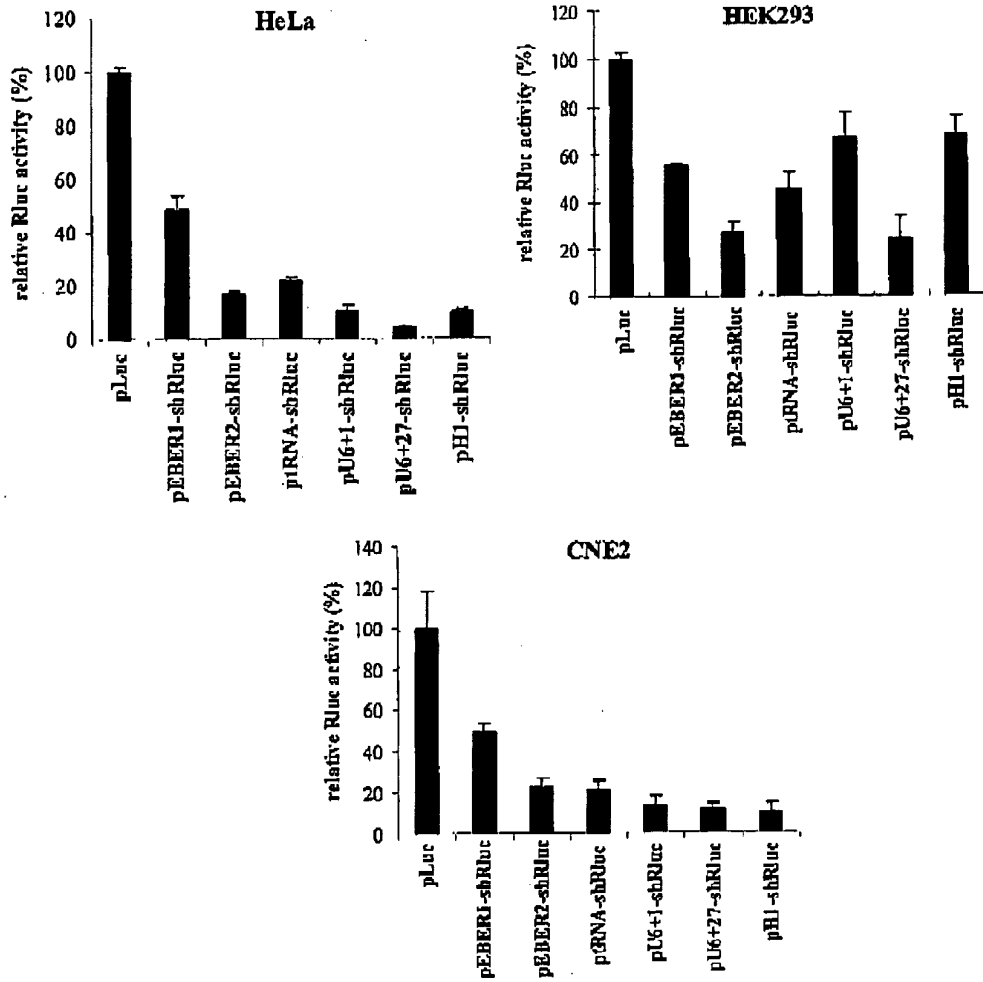 HeLa
relative Rluc activity (%)
120
100
80
60
40
20
0
pLuc
pEBER1-shRluc
pEBER2-shRluc
ptRNA-shRluc
pU6+1-shRluc
pU6+27-shRluc
pH1-shRluc
HEK293
relative Rluc activity (%)
120
100
80
60
40
20
0
pLuc
pEBER1-shRluc
pEBER2-shRluc
ptRNA-shRluc
pU6+1-shRluc
pU6+27-shRluc
pH1-shRluc
CNE2
relative Rluc activity (%)
140
120
100
80
60
40
20
0
pLuc
pEBER1-shRluc
pEBER2-shRluc
ptRNA-shRluc
pU6+1-shRluc
pU6+27-shRluc
pH1-shRluc